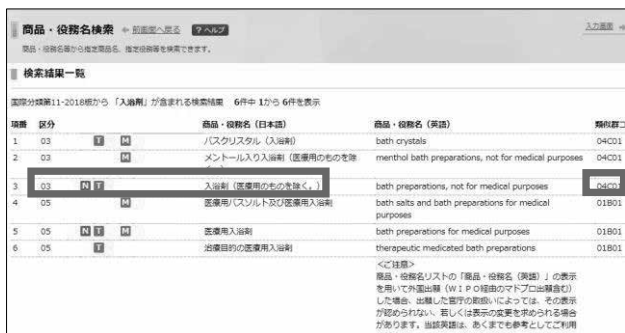 商品・役務名検索 ← 前画面へ戻る ? ヘルプ
入力画面 →
商品・役務名等から指定商品名、指定役務等を検索できます。
検索結果一覧
国際分類第11-2018版から 「入浴剤」が含まれる検索結果 6件中 1から 6件を表示
項番 区分 商品・役務名（日本語） 商品・役務名（英語） 類似群コ
1 03 T M バスクリスタル（入浴剤） bath crystals 04C01
2 03 M メントール入り入浴剤（医療用のものを除 menthol bath preparations, not for medical purposes 04C01
3 03 N T 入浴剤（医療用のものを除く。） bath preparations, not for medical purposes 04C01
4 05 M 医療用バスソルト及び医療用入浴剤 bath salts and bath preparations for medical 01B01
purposes
5 05 N T M 医療用入浴剤 bath preparations for medical purposes 01B01
6 05 T 治療目的の医療用入浴剤 therapeutic medicated bath preparations 01B01
<ご注意>
商品・役務名リストの「商品・役務名（英語）」の表示
を用いて外国出願（ＷＩＰＯ経由のマドプロ出願含む）
した場合、出願した官庁の取扱いによっては、その表示
が認められない、若しくは表示の変更を求められる場合
があります。当該英語は、あくまでも参考としてご利用